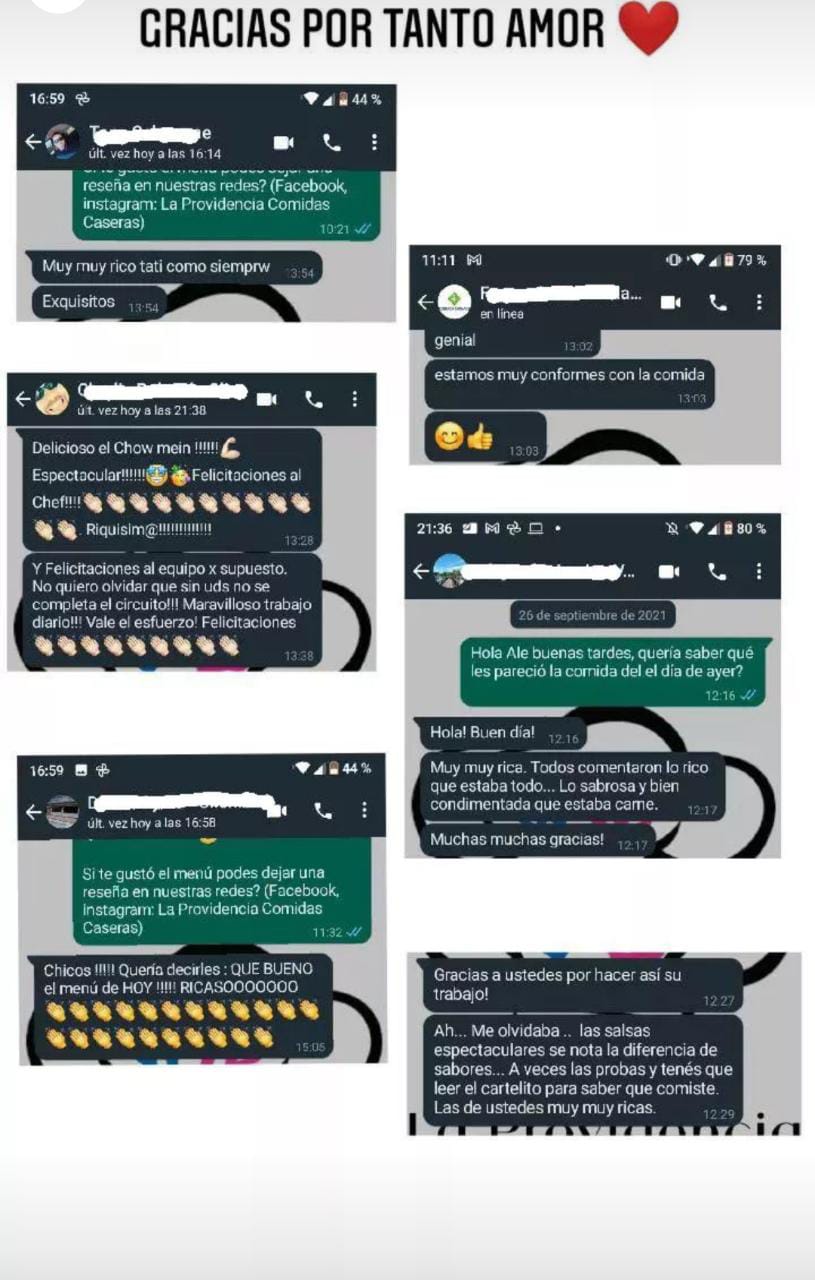 GRACIAS POR TANTO AMOR ❤️
16:59 44 %
últ. vez hoy a las 16:14
reseña en nuestras redes? (Facebook,
instagram: La Providencia Comidas
Caseras)
10:21
Muy muy rico tati como siemprw 13:54
Exquisitos 13:54
últ. vez hoy a las 21:38
Delicioso el Chow mein !!!!!!💪🏻
Espectacular!!!!!!🤩🥳Felicitaciones al
Chef!!!!👏🏻👏🏻👏🏻👏🏻👏🏻👏🏻👏🏻👏🏻👏🏻👏🏻
👏🏻👏🏻. Riquisim@!!!!!!!!!!!!!
13:28
Y Felicitaciones al equipo x supuesto.
No quiero olvidar que sin uds no se
completa el circuito!!! Maravilloso trabajo
diario!!! Vale el esfuerzo! Felicitaciones
👏🏻👏🏻👏🏻👏🏻👏🏻👏🏻👏🏻👏🏻👏🏻 13:38
16:59 44 %
últ. vez hoy a las 16:58
Si te gustó el menú podes dejar una
reseña en nuestras redes? (Facebook,
instagram: La Providencia Comidas
Caseras)
11:32
Chicos !!!!! Quería decirles : QUE BUENO
el menú de HOY !!!!! RICASOOOOOOO
👏👏👏👏👏👏👏👏👏👏👏👏
👏👏👏👏👏👏👏👏👏👏 15:05
11:11 79 %
en línea
genial 13:02
estamos muy conformes con la comida
13:03
😊👍 13:03
21:36 80 %
26 de septiembre de 2021
Hola Ale buenas tardes, quería saber qué
les pareció la comida del el día de ayer?
12:16
Hola! Buen día! 12:16
Muy muy rica. Todos comentaron lo rico
que estaba todo... Lo sabrosa y bien
condimentada que estaba carne. 12:17
Muchas muchas gracias! 12:17
Gracias a ustedes por hacer así su
trabajo! 12:27
Ah... Me olvidaba .. las salsas
espectaculares se nota la diferencia de
sabores... A veces las probas y tenés que
leer el cartelito para saber que comiste.
Las de ustedes muy muy ricas. 12:29
La Providencia